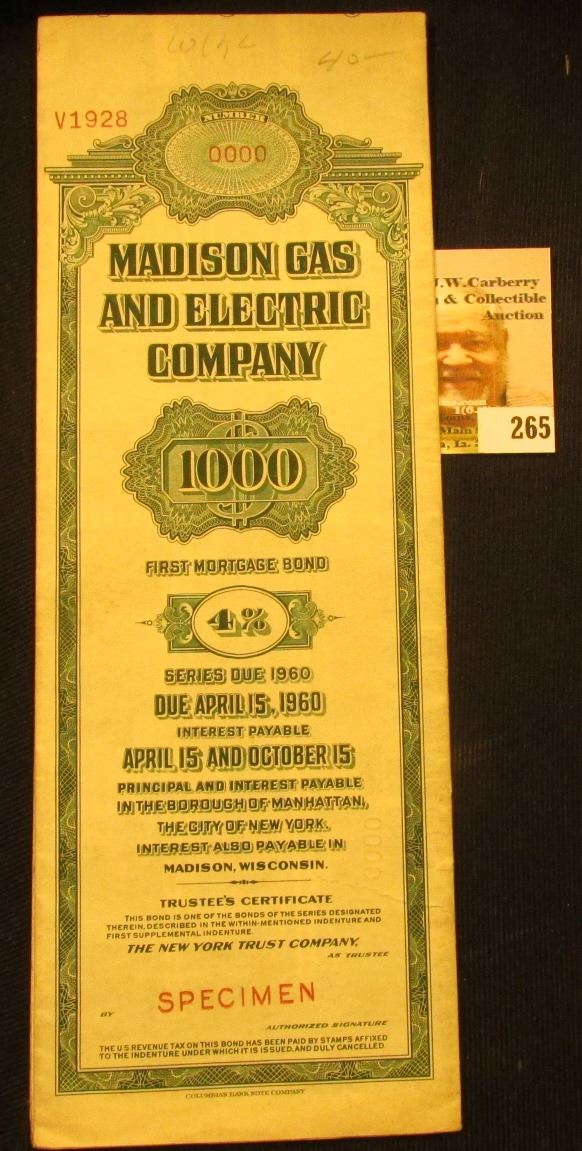 40-
V1928
NUMBER
0000
MADISON GAS
AND ELECTRIC
COMPANY
$
1000
FIRST MORTGAGE BOND
4%
SERIES DUE 1960
DUE APRIL 15, 1960
INTEREST PAYABLE
APRIL 15 AND OCTOBER 15
PRINCIPAL AND INTEREST PAYABLE
IN THE BOROUGH OF MANHATTAN,
THE CITY OF NEW YORK.
INTEREST ALSO PAYABLE IN
MADISON, WISCONSIN.
TRUSTEE'S CERTIFICATE
THIS BOND IS ONE OF THE BONDS OF THE SERIES DESIGNATED
THEREIN, DESCRIBED IN THE WITHIN-MENTIONED INDENTURE AND
FIRST SUPPLEMENTAL INDENTURE.
THE NEW YORK TRUST COMPANY,
AS TRUSTEE
SPECIMEN
BY
AUTHORIZED SIGNATURE
THE U.S. REVENUE TAX ON THIS BOND HAS BEEN PAID BY STAMPS AFFIXED
TO THE INDENTURE UNDER WHICH IT IS ISSUED, AND DULY CANCELLED.
COLUMBIAN BANK NOTE COMPANY
J.W.Carberry
& Collectible
Auction
Main
Ia.
265